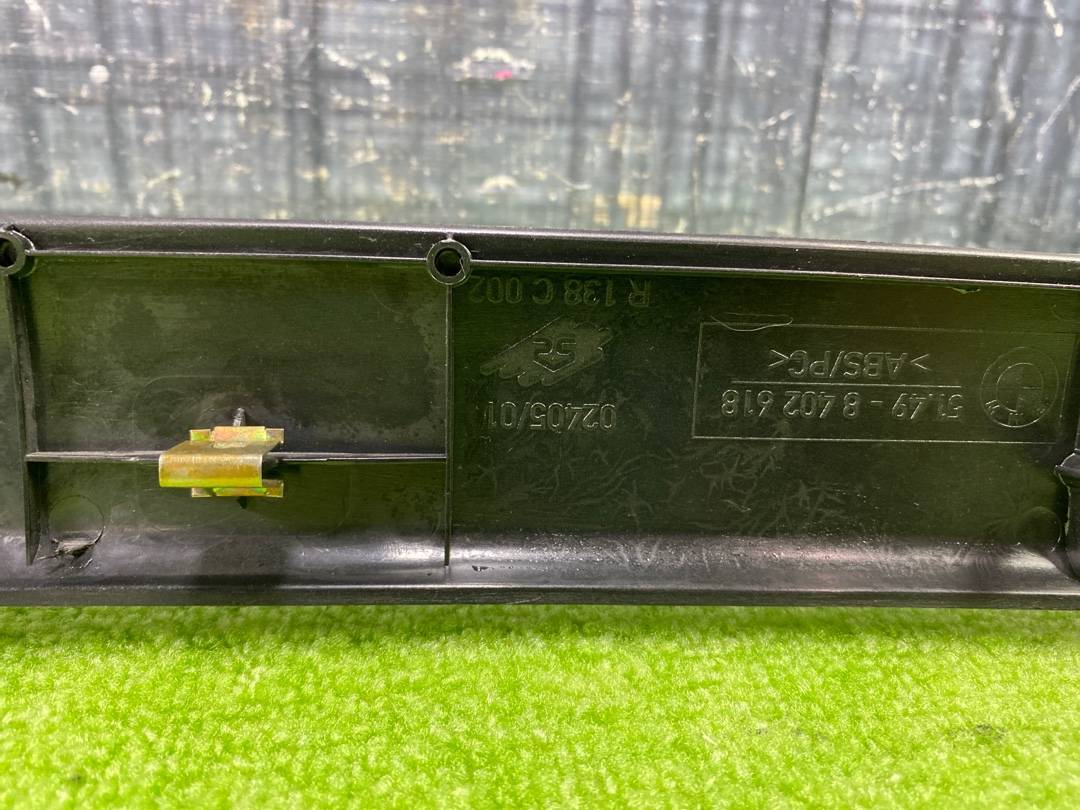 51.49 - 8 402 618
>ABS/PC<
02405/01
R 138 C 002